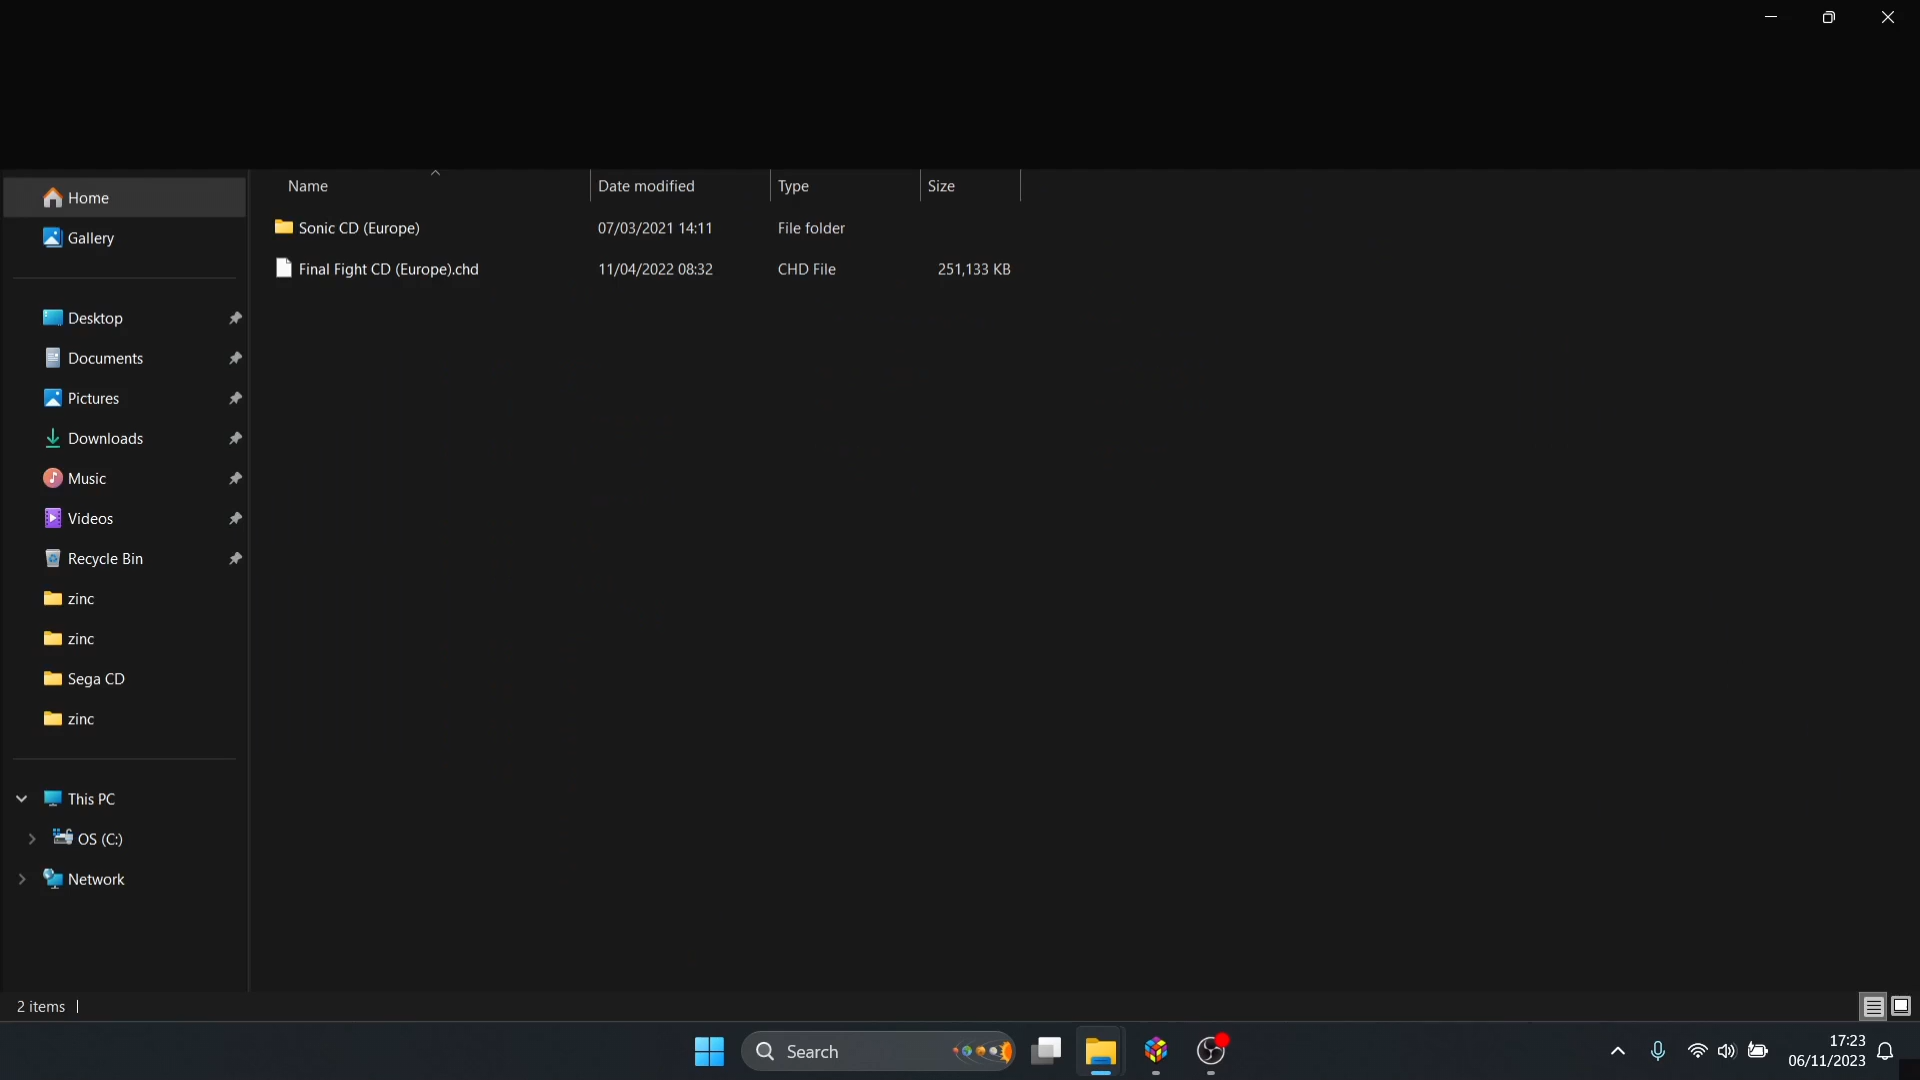 Name Date modified Type Size
Sonic CD (Europe) 07/03/2021 14:11 File folder
Final Fight CD (Europe).chd 11/04/2022 08:32 CHD File 251,133 KB
Home
Gallery
Desktop
Documents
Pictures
Downloads
Music
Videos
Recycle Bin
zinc
zinc
Sega CD
zinc
This PC
OS (C:)
Network
2 items
Search
17:23
06/11/2023